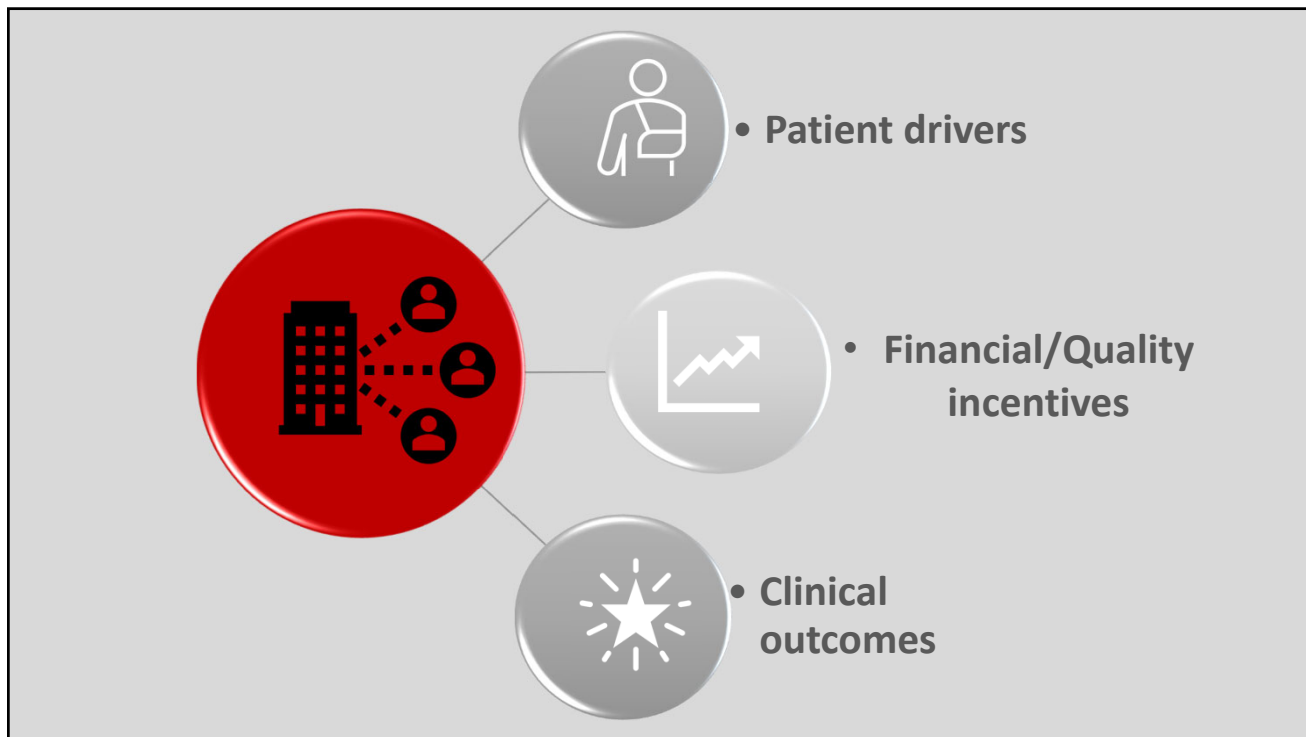 • Patient drivers
• Financial/Quality
incentives
• Clinical
outcomes